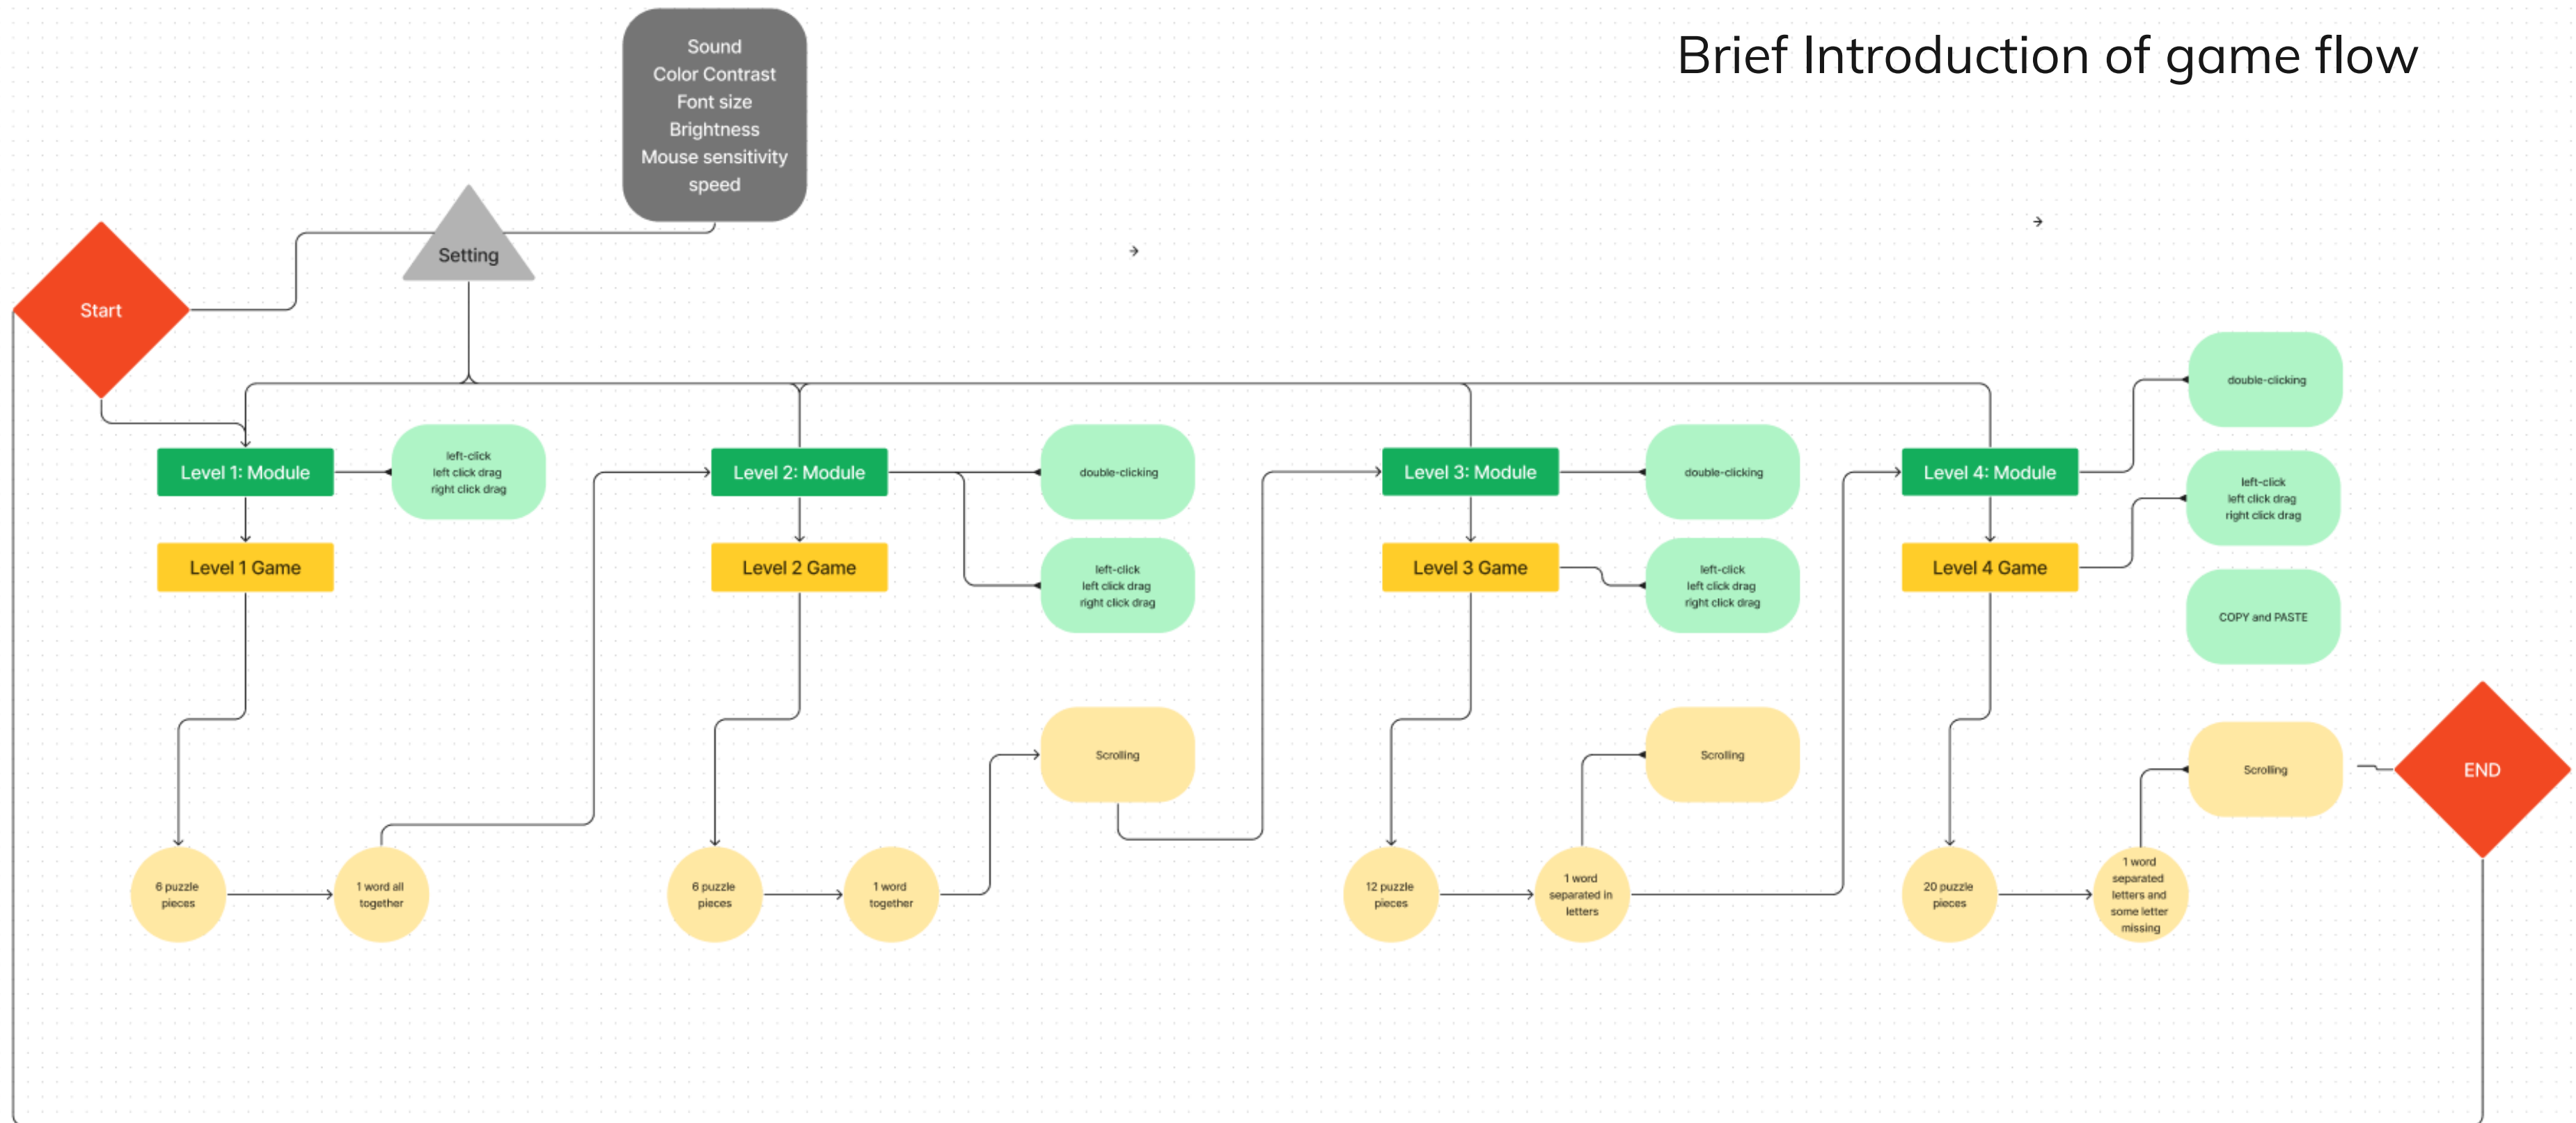 Brief Introduction of game flow
Sound
Color Contrast
Font size
Brightness
Mouse sensitivity
speed
Setting
Start
Level 1: Module
left-click
left click drag
right click drag
Level 1 Game
6 puzzle
pieces
1 word all
together
Level 2: Module
double-clicking
left-click
left click drag
right click drag
Level 2 Game
Scrolling
6 puzzle
pieces
1 word
together
Level 3: Module
double-clicking
Level 3 Game
left-click
left click drag
right click drag
Scrolling
12 puzzle
pieces
1 word
separated in
letters
Level 4: Module
double-clicking
left-click
left click drag
right click drag
Level 4 Game
COPY and PASTE
Scrolling
20 puzzle
pieces
1 word
separated
letters and
some letter
missing
END